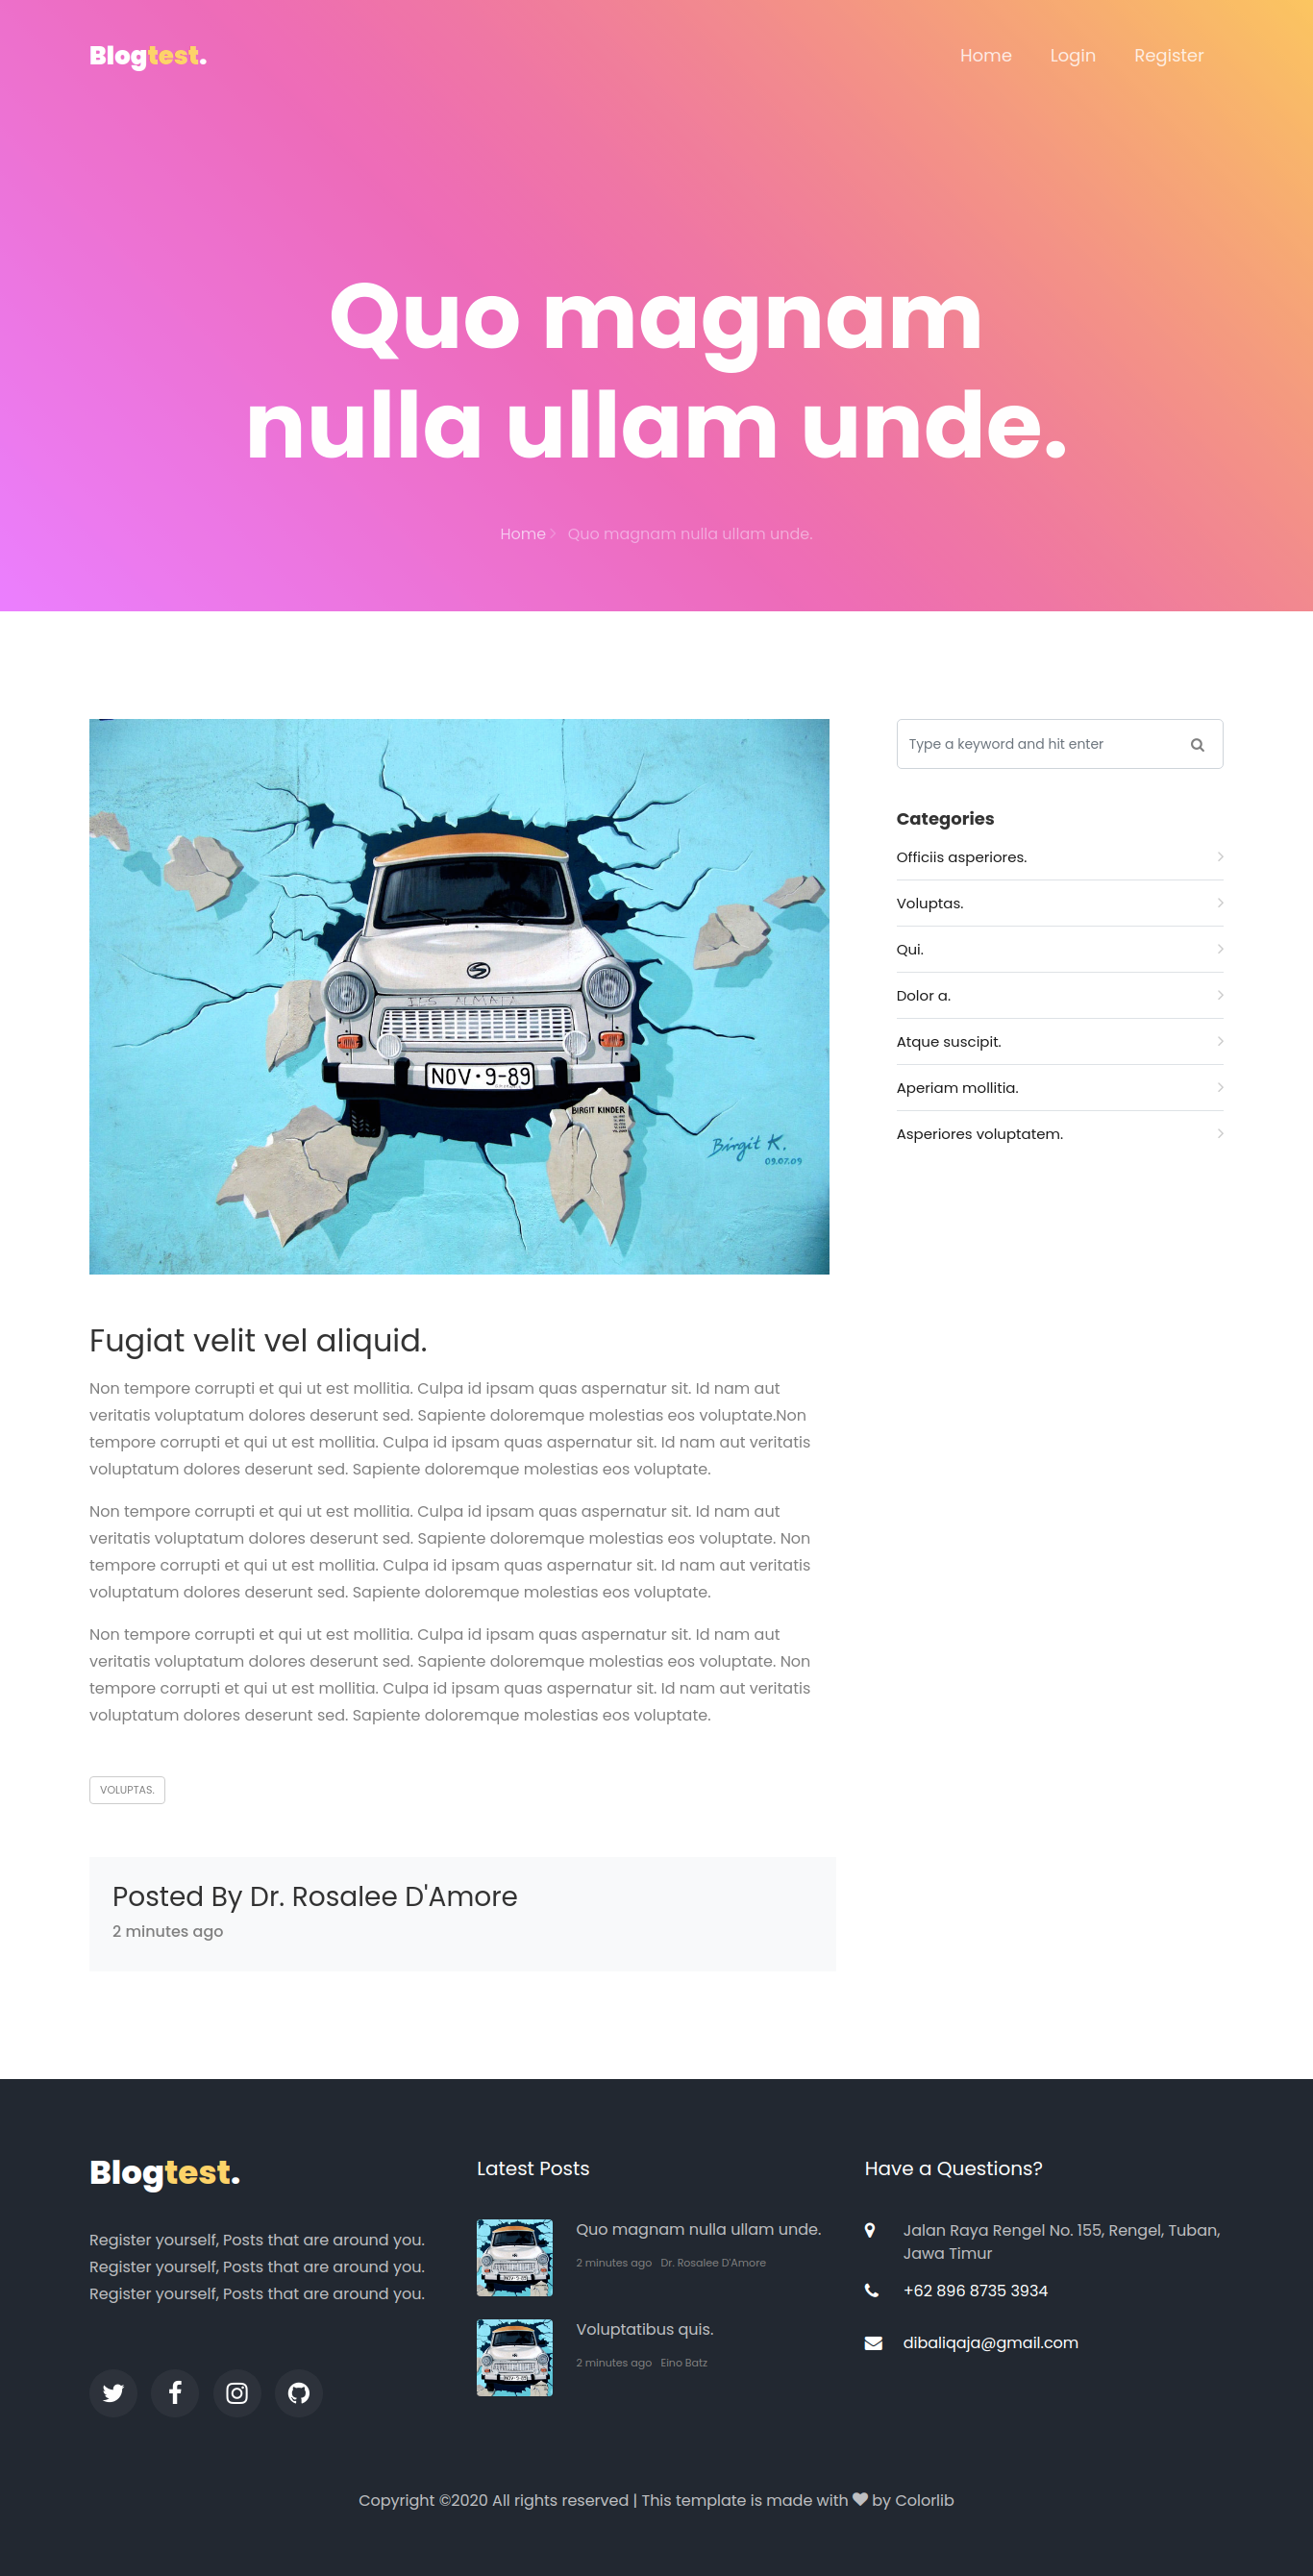 Blogtest.
Home Login Register
Quo magnam
nulla ullam unde.
Home > Quo magnam nulla ullam unde.
Type a keyword and hit enter
Categories
Officiis asperiores.
Voluptas.
Qui.
Dolor a.
Atque suscipit.
Aperiam mollitia.
Asperiores voluptatem.
NOV•9-89
BIRGIT KINDER
Birgit K.
09.07.09
Fugiat velit vel aliquid.
Non tempore corrupti et qui ut est mollitia. Culpa id ipsam quas aspernatur sit. Id nam aut
veritatis voluptatum dolores deserunt sed. Sapiente doloremque molestias eos voluptate.Non
tempore corrupti et qui ut est mollitia. Culpa id ipsam quas aspernatur sit. Id nam aut veritatis
voluptatum dolores deserunt sed. Sapiente doloremque molestias eos voluptate.
Non tempore corrupti et qui ut est mollitia. Culpa id ipsam quas aspernatur sit. Id nam aut
veritatis voluptatum dolores deserunt sed. Sapiente doloremque molestias eos voluptate. Non
tempore corrupti et qui ut est mollitia. Culpa id ipsam quas aspernatur sit. Id nam aut veritatis
voluptatum dolores deserunt sed. Sapiente doloremque molestias eos voluptate.
Non tempore corrupti et qui ut est mollitia. Culpa id ipsam quas aspernatur sit. Id nam aut
veritatis voluptatum dolores deserunt sed. Sapiente doloremque molestias eos voluptate. Non
tempore corrupti et qui ut est mollitia. Culpa id ipsam quas aspernatur sit. Id nam aut veritatis
voluptatum dolores deserunt sed. Sapiente doloremque molestias eos voluptate.
VOLUPTAS.
Posted By Dr. Rosalee D'Amore
2 minutes ago
Blogtest.
Register yourself, Posts that are around you.
Register yourself, Posts that are around you.
Register yourself, Posts that are around you.
Latest Posts
Quo magnam nulla ullam unde.
2 minutes ago Dr. Rosalee D'Amore
Voluptatibus quis.
2 minutes ago Eino Batz
Have a Questions?
Jalan Raya Rengel No. 155, Rengel, Tuban,
Jawa Timur
+62 896 8735 3934
dibaliqaja@gmail.com
Copyright ©2020 All rights reserved | This template is made with ♥ by Colorlib